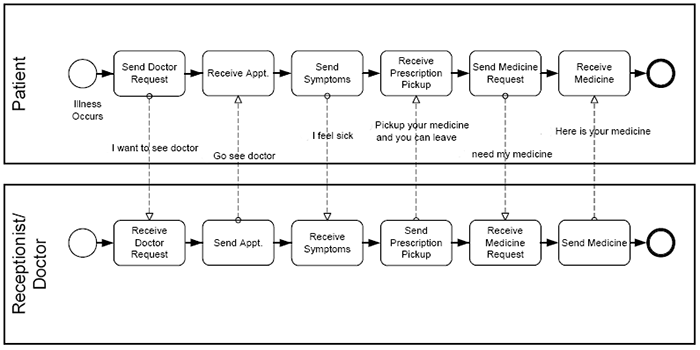 Patient
Send Doctor
Request
Receive Appt.
Send
Symptoms
Receive
Prescription
Pickup
Send Medicine
Request
Receive
Medicine
Illness
Occurs
I want to see doctor
Go see doctor
I feel sick
Pickup your medicine
and you can leave
need my medicine
Here is your medicine
Receptionist/
Doctor
Receive
Doctor
Request
Send Appt.
Receive
Symptoms
Send
Prescription
Pickup
Receive
Medicine
Request
Send Medicine